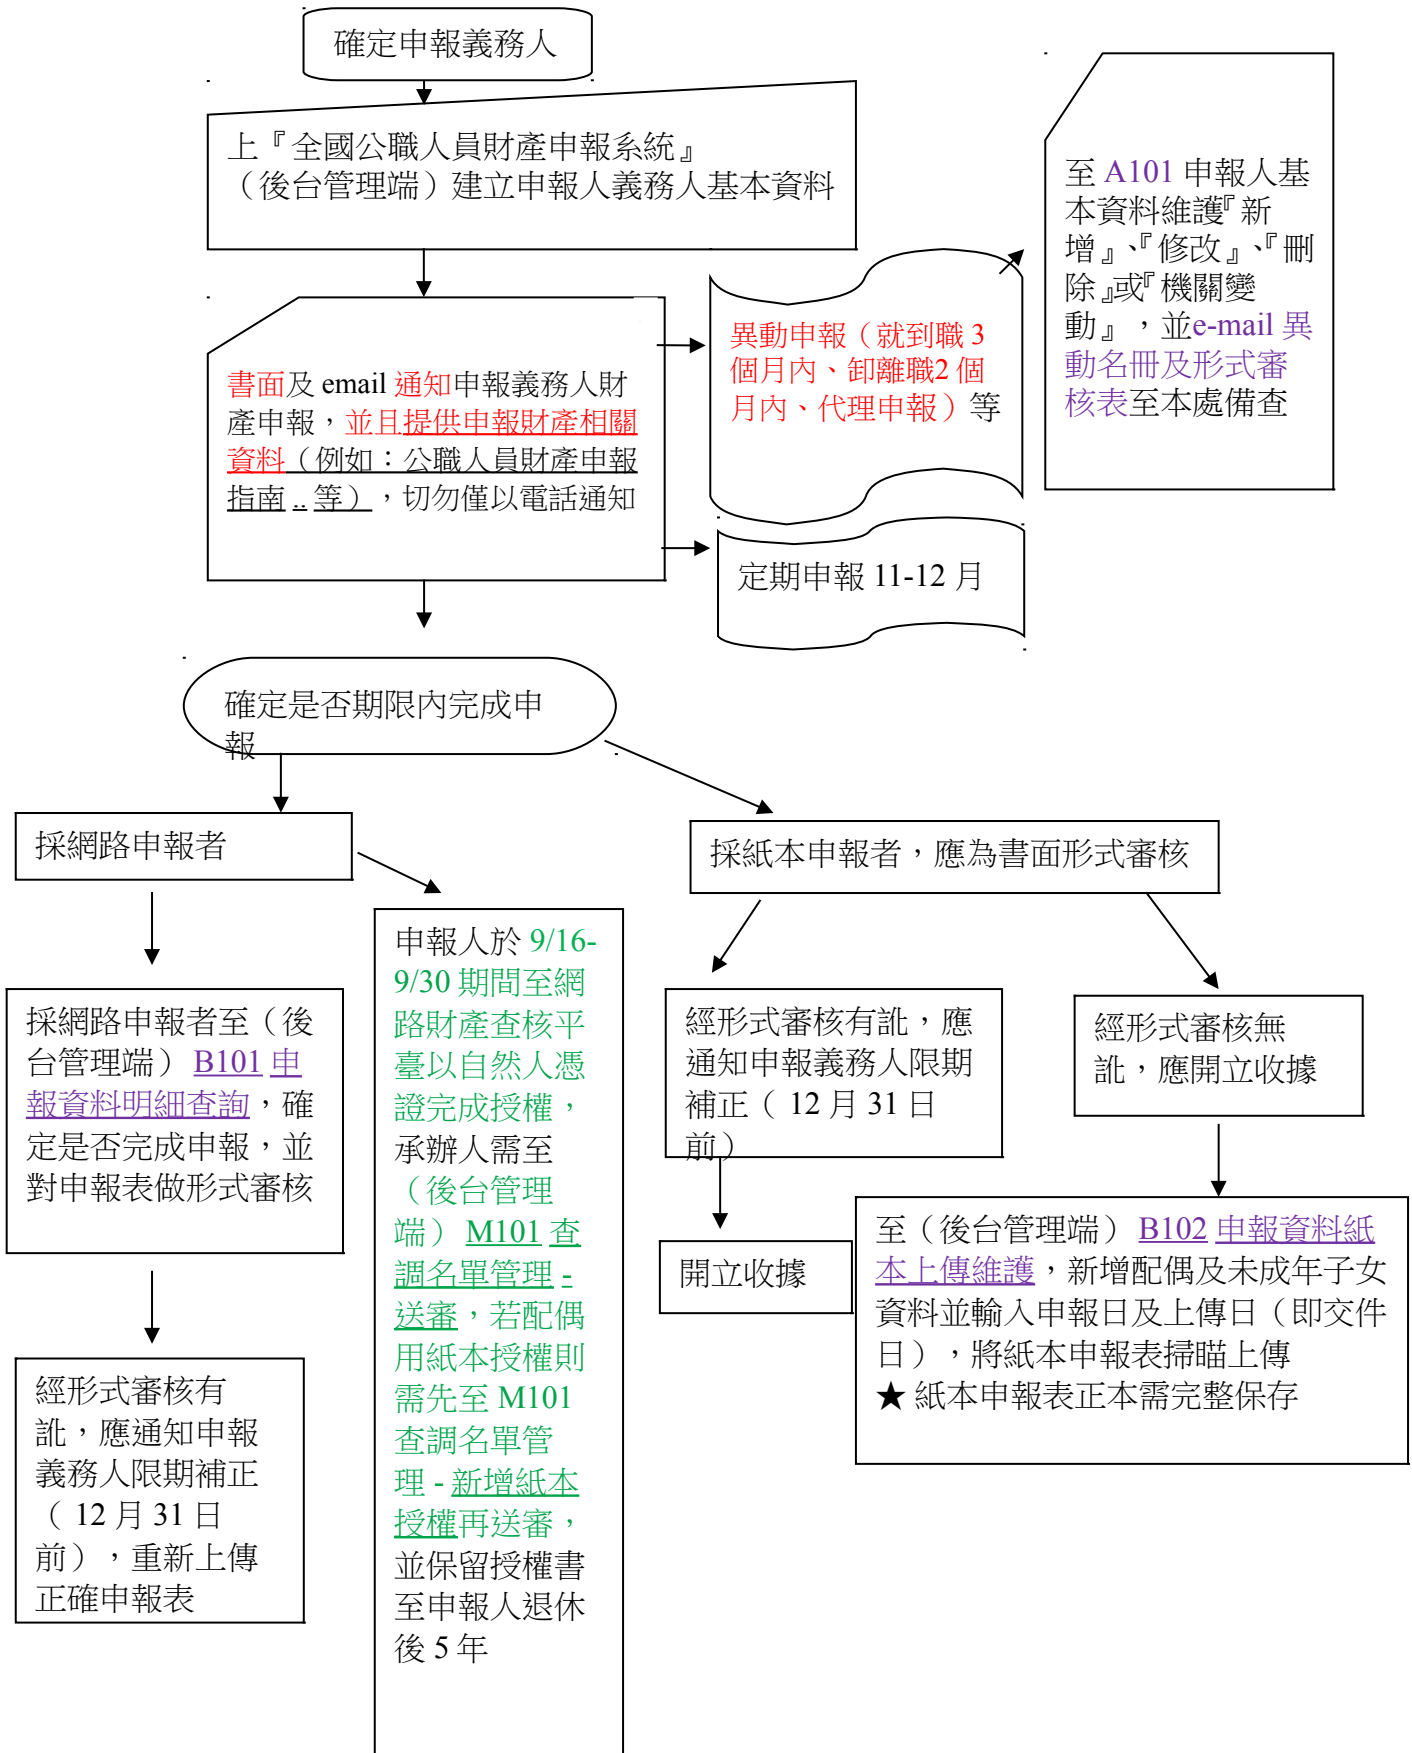 確定申報義務人
上『全國公職人員財產申報系統』
（後台管理端）建立申報人義務人基本資料
至 A101 申報人基
本資料維護『新
增』、『修改』、『刪
除』或『機關變
動』，並e-mail 異
動名冊及形式審
核表至本處備查
書面及 email 通知申報義務人財
產申報，並且提供申報財產相關
資料（例如：公職人員財產申報
指南 .. 等），切勿僅以電話通知
異動申報（就到職 3
個月內、卸離職2 個
月內、代理申報）等
定期申報 11-12 月
確定是否期限內完成申
報
採網路申報者
採紙本申報者，應為書面形式審核
採網路申報者至（後
台管理端） B101 申
報資料明細查詢，確
定是否完成申報，並
對申報表做形式審核
經形式審核有
訛，應通知申報
義務人限期補正
（ 12 月 31 日
前），重新上傳
正確申報表
申報人於 9/16-
9/30 期間至網
路財產查核平
臺以自然人憑
證完成授權，
承辦人需至
（後台管理
端） M101 查
調名單管理 -
送審，若配偶
用紙本授權則
需先至 M101
查調名單管
理 - 新增紙本
授權再送審，
並保留授權書
至申報人退休
後 5 年
經形式審核有訛，應
通知申報義務人限期
補正（ 12 月 31 日
前）
開立收據
經形式審核無
訛，應開立收據
至（後台管理端） B102 申報資料紙
本上傳維護，新增配偶及未成年子女
資料並輸入申報日及上傳日（即交件
日），將紙本申報表掃瞄上傳
★ 紙本申報表正本需完整保存